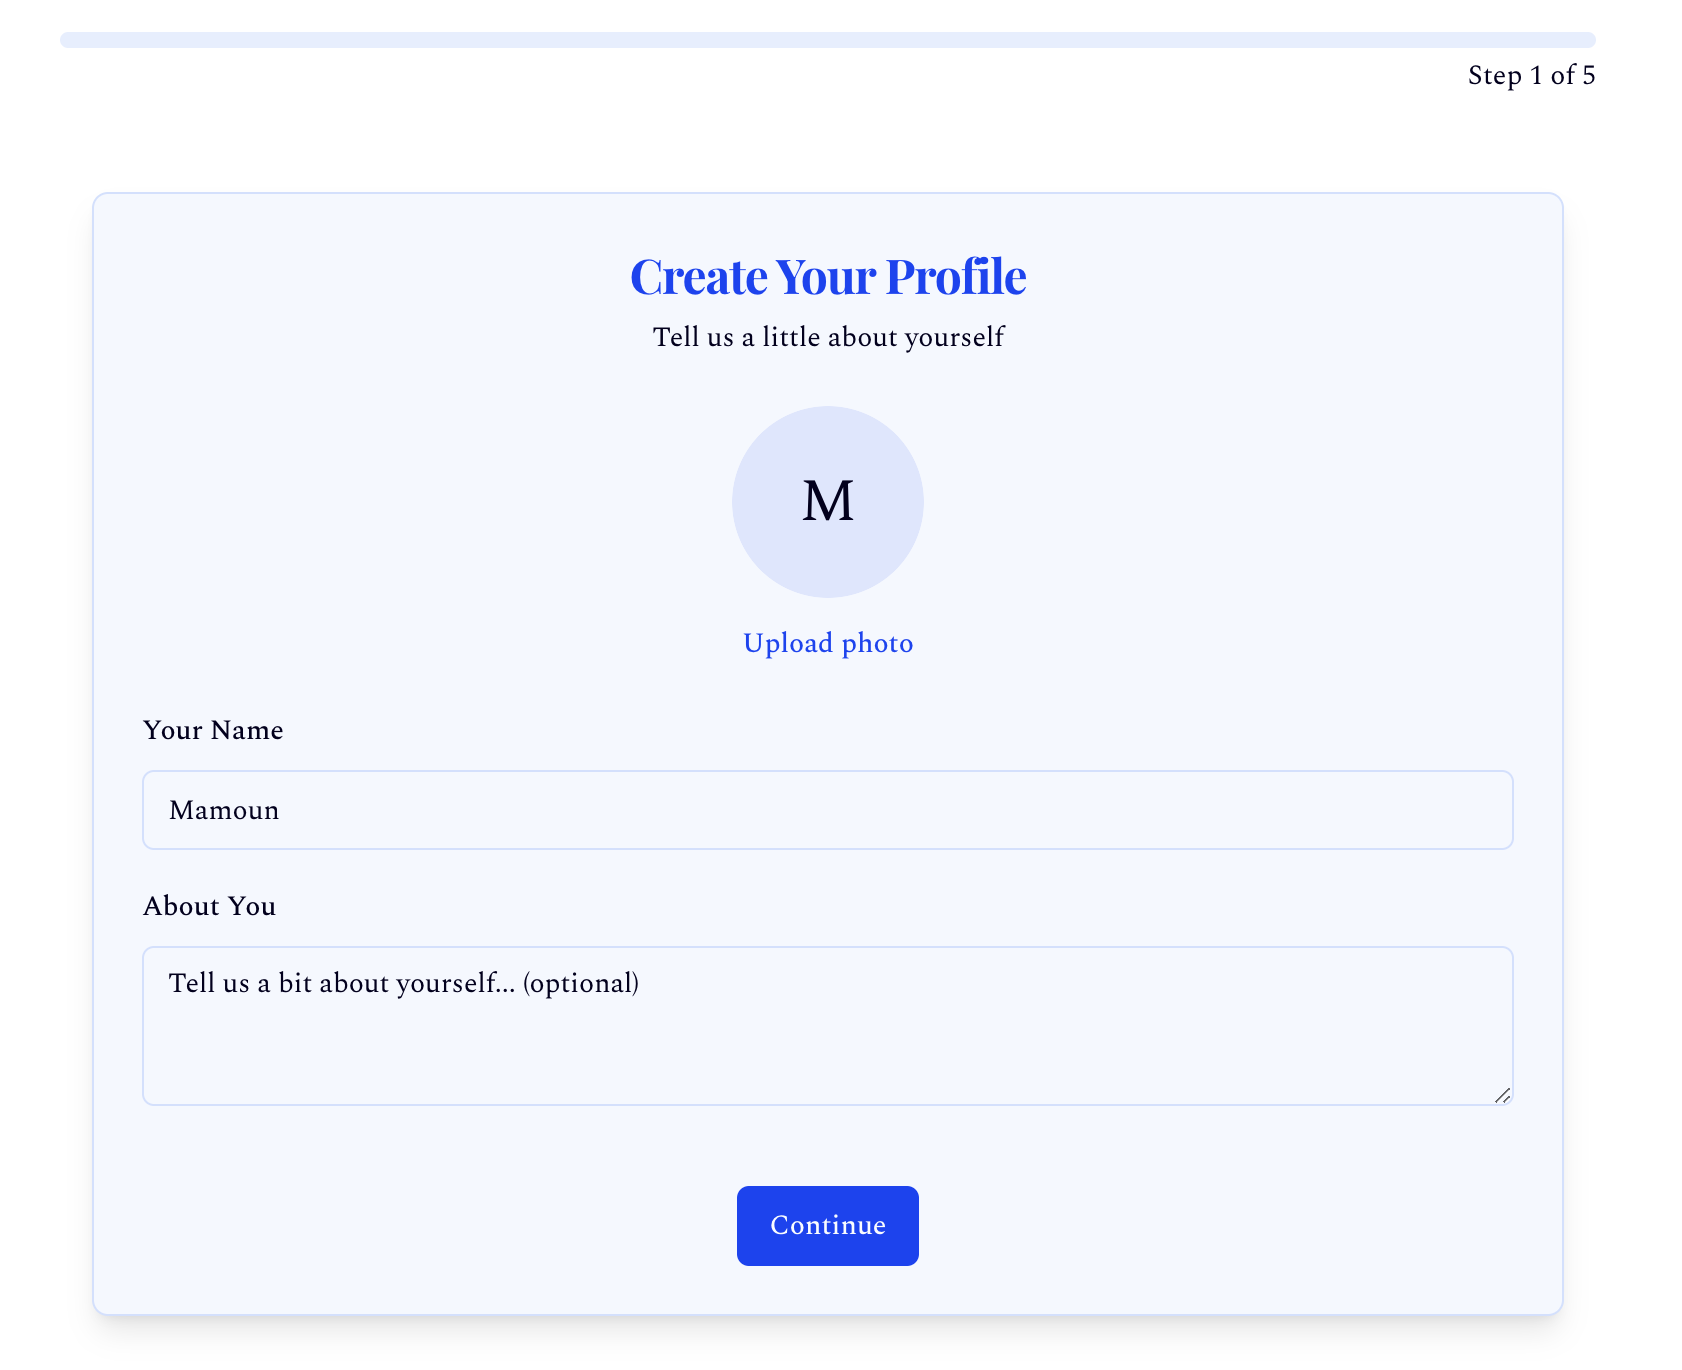 Step 1 of 5
Create Your Profile
Tell us a little about yourself
M
Upload photo
Your Name
Mamoun
About You
Tell us a bit about yourself... (optional)
Continue